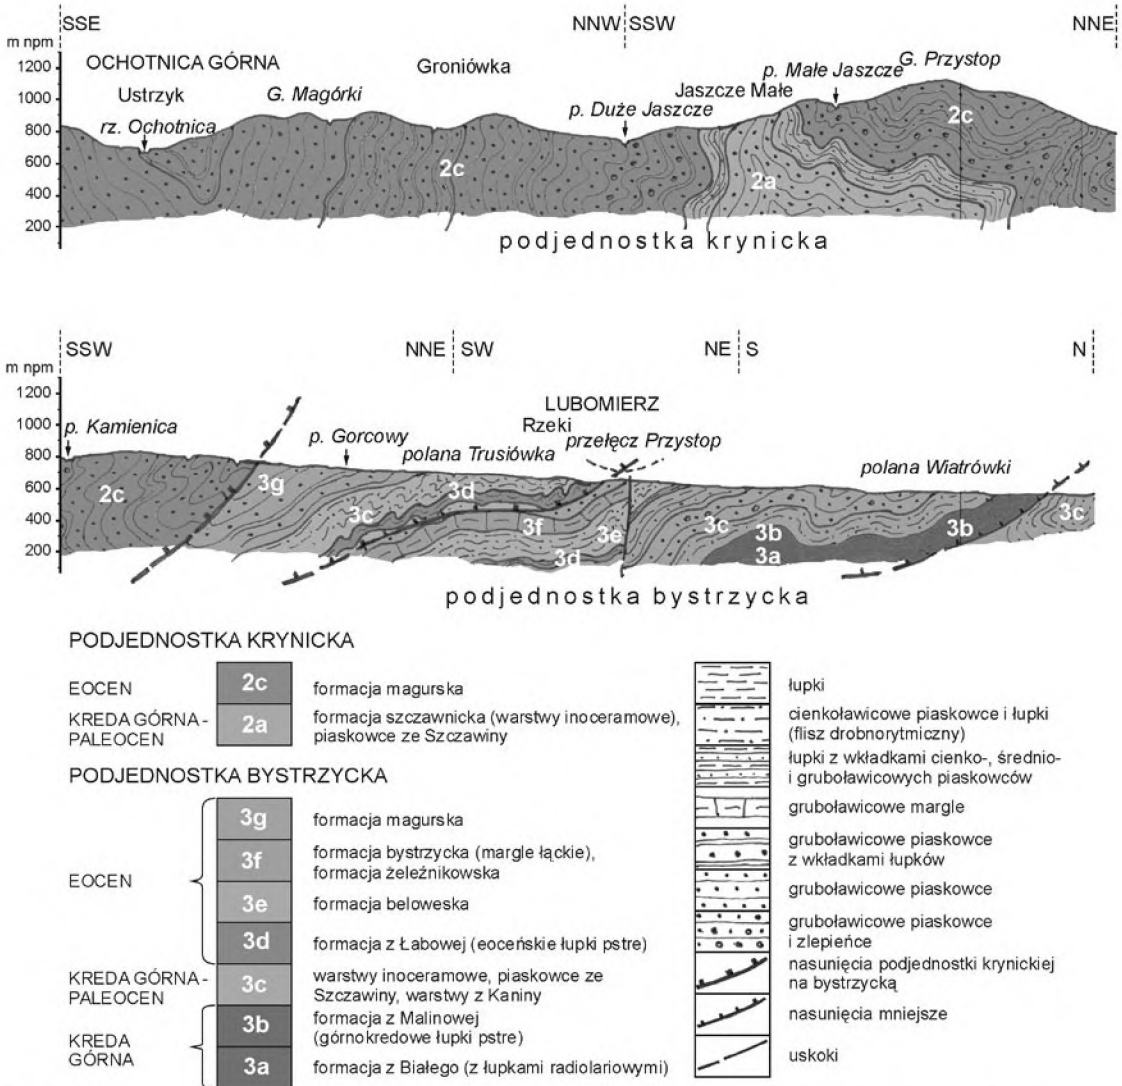 SSE NNW SSW NNE
m npm
1200
1000
800
600
400
200
OCHOTNICA GÓRNA
Ustrzyk
rz. Ochotnica
G. Magórki
Groniówka
p. Duże Jaszcze
Jaszcze Małe
p. Małe Jaszcze
G. Przystop
2c
2a
2c
podjednostka krynicka
SSW NNE SW NE S N
m npm
1200
1000
800
600
400
200
p. Kamienica
p. Gorcowy
polana Trusiówka
LUBOMIERZ
Rzeki
przełęcz Przystop
polana Wiatrówki
2c
3g
3c
3d
3f
3e
3d
3c
3b
3a
3b
3c
podjednostka bystrzycka
PODJEDNOSTKA KRYNICKA
EOCEN
2c
formacja magurska
KREDA GÓRNA -
PALEOCEN
2a
formacja szczawnicka (warstwy inoceramowe),
piaskowce ze Szczawiny
PODJEDNOSTKA BYSTRZYCKA
EOCEN
3g
formacja magurska
3f
formacja bystrzycka (margle łąckie),
formacja żeleźnikowska
3e
formacja beloweska
3d
formacja z Łabowej (eoceńskie łupki pstre)
KREDA GÓRNA -
PALEOCEN
3c
warstwy inoceramowe, piaskowce ze
Szczawiny, warstwy z Kaniny
KREDA
GÓRNA
3b
formacja z Malinowej
(górnokredowe łupki pstre)
3a
formacja z Białego (z łupkami radiolariowymi)
łupki
cienkoławicowe piaskowce i łupki
(flisz drobnorytmiczny)
łupki z wkładkami cienko-, średnio-
i gruboławicowych piaskowców
gruboławicowe margle
gruboławicowe piaskowce
z wkładkami łupków
gruboławicowe piaskowce
gruboławicowe piaskowce
i zlepieńce
nasunięcia podjednostki krynickiej
na bystrzycką
nasunięcia mniejsze
uskoki